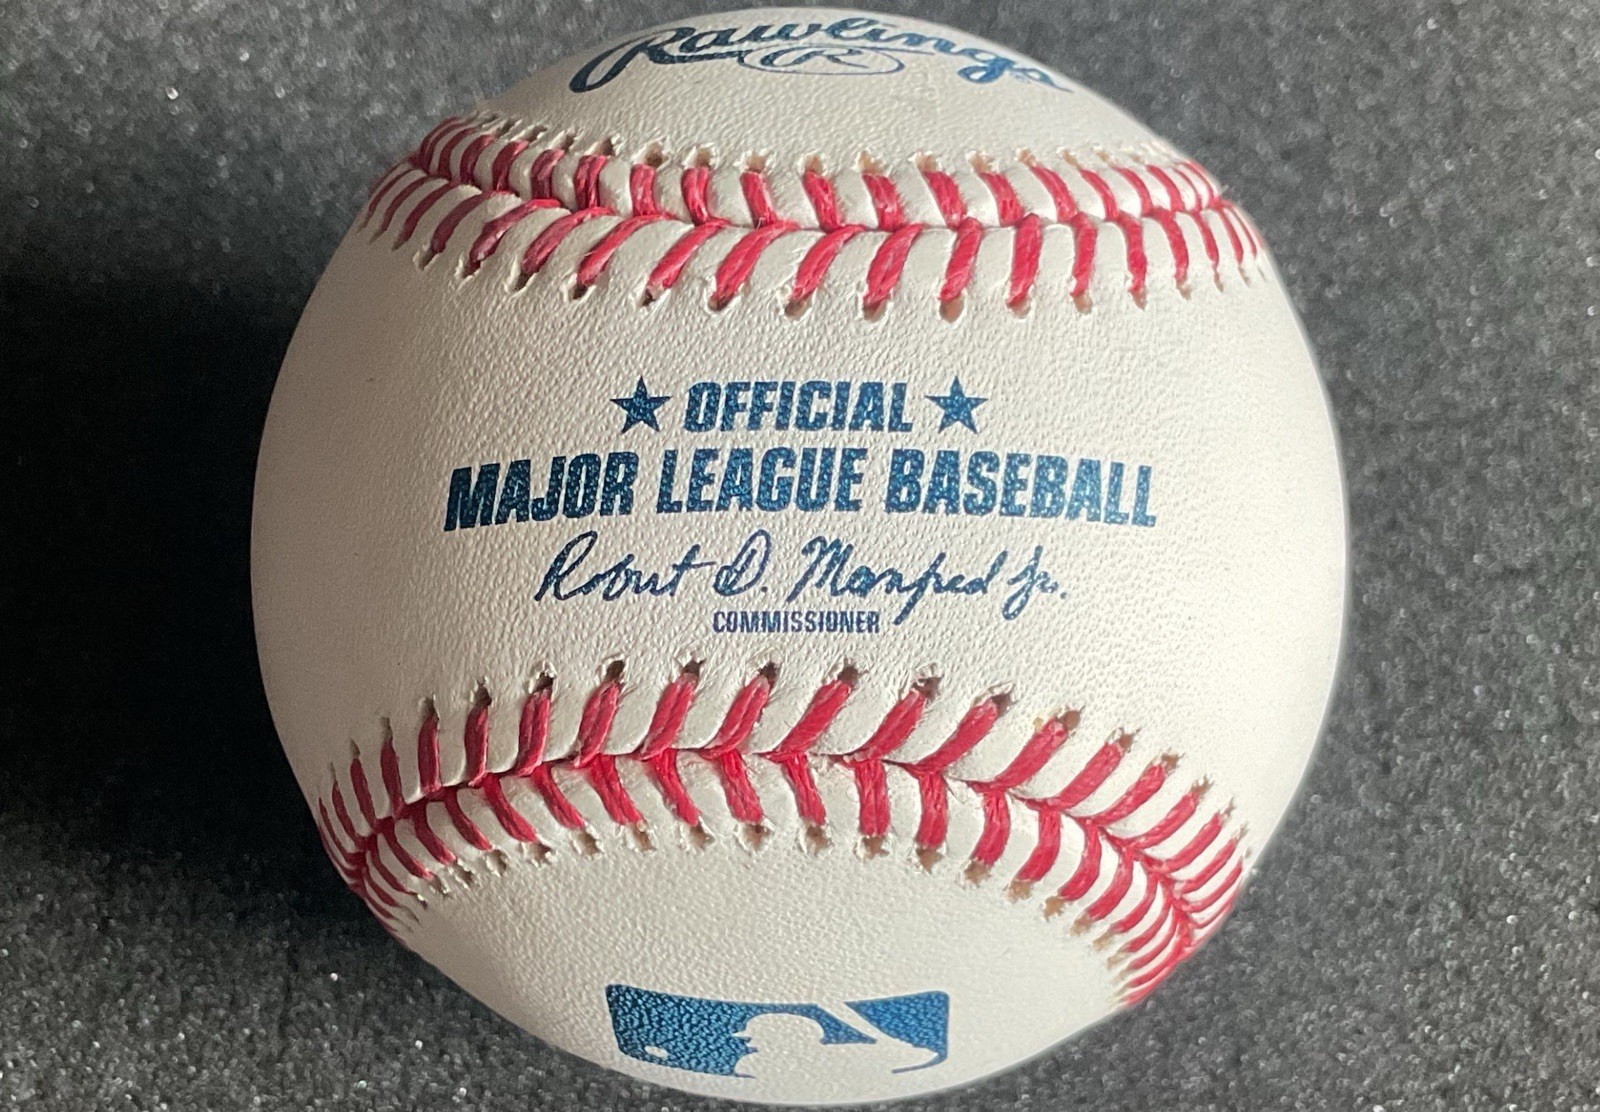 Rawlings
R
★ OFFICIAL ★
MAJOR LEAGUE BASEBALL
Robert D. Manfred Jr.
COMMISSIONER